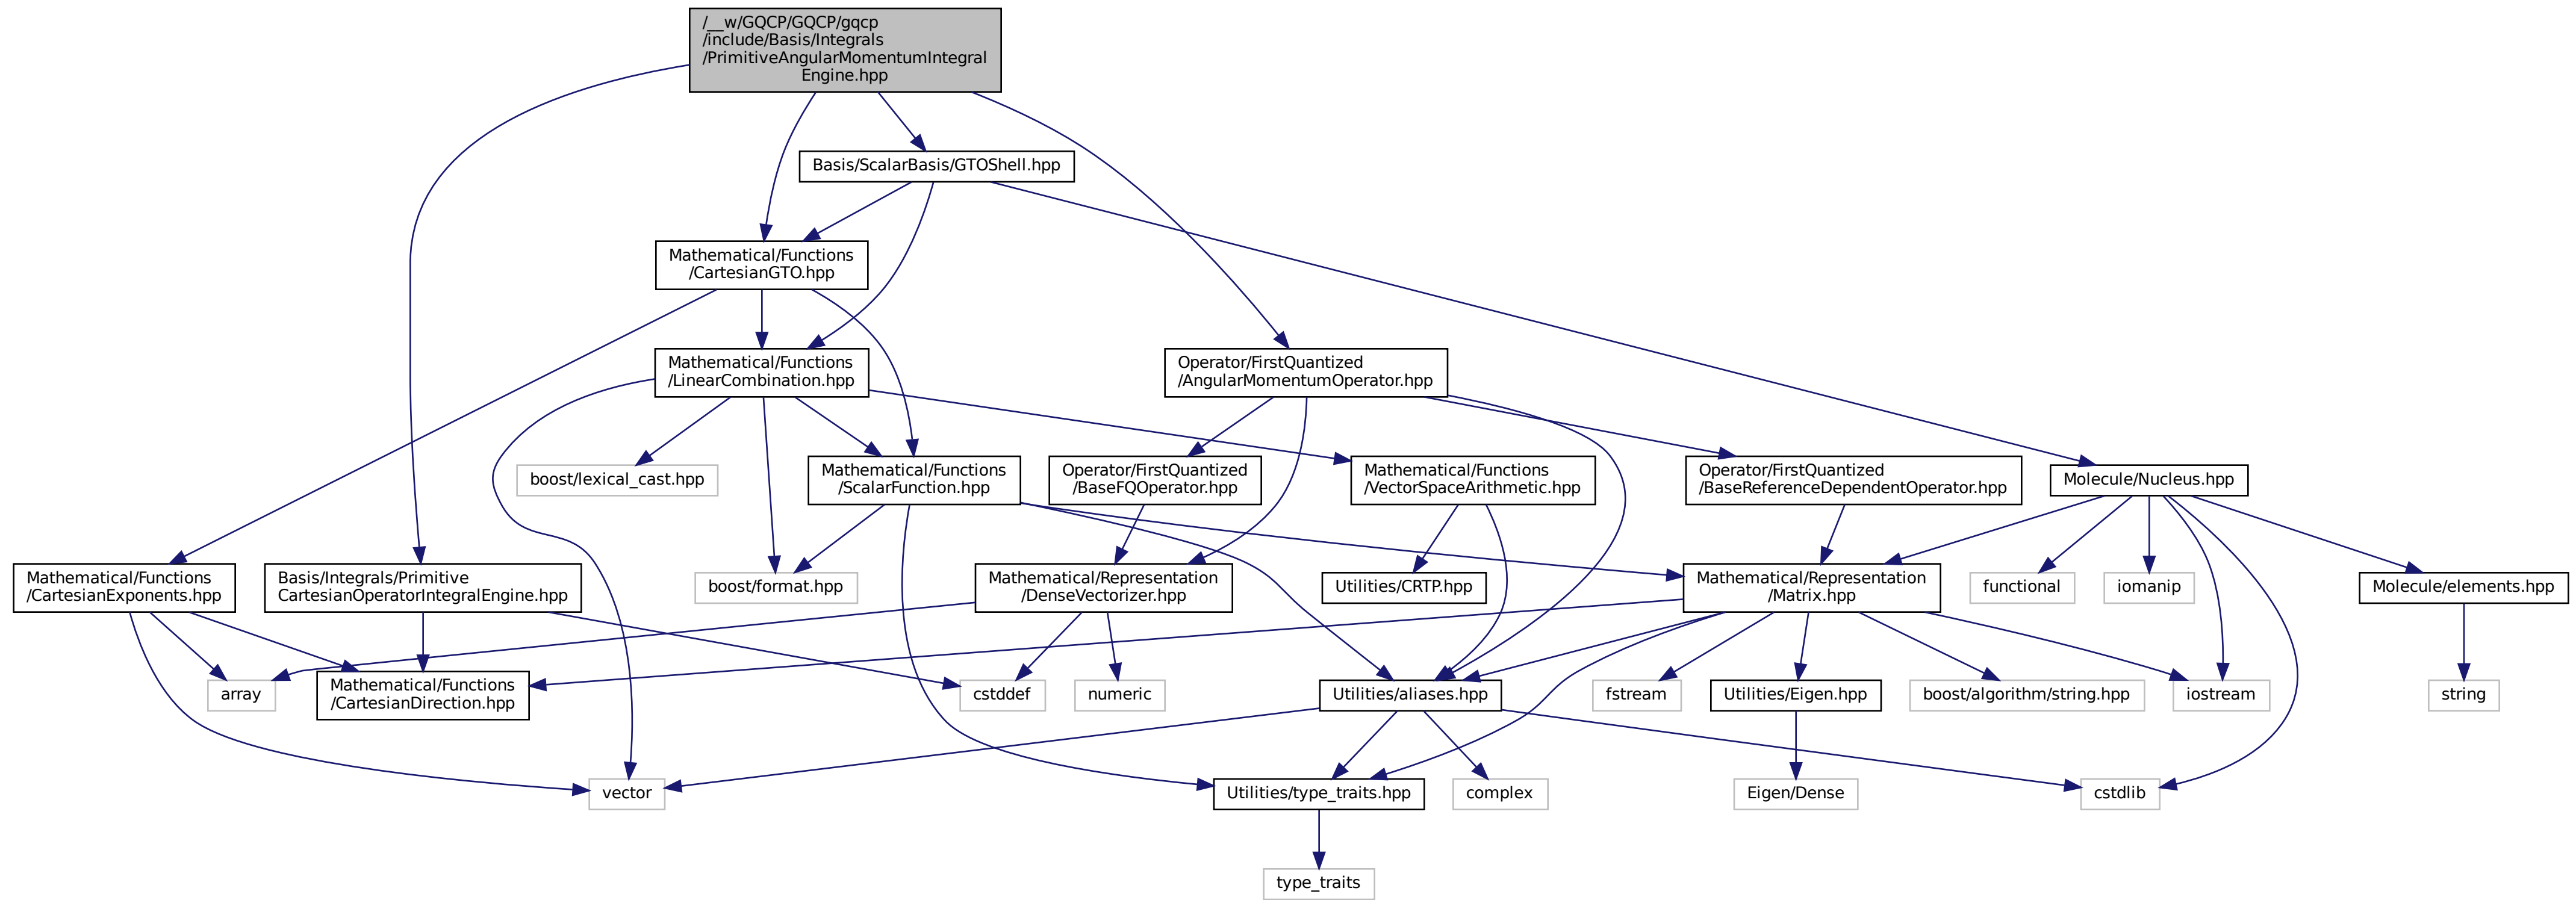 /__w/GQCP/GQCP/gqcp
/include/Basis/Integrals
/PrimitiveAngularMomentumIntegral
Engine.hpp
Basis/ScalarBasis/GTOShell.hpp
Mathematical/Functions
/CartesianGTO.hpp
Mathematical/Functions
/LinearCombination.hpp
Operator/FirstQuantized
/AngularMomentumOperator.hpp
boost/lexical_cast.hpp
Mathematical/Functions
/ScalarFunction.hpp
Operator/FirstQuantized
/BaseFQOperator.hpp
Mathematical/Functions
/VectorSpaceArithmetic.hpp
Operator/FirstQuantized
/BaseReferenceDependentOperator.hpp
Molecule/Nucleus.hpp
Mathematical/Functions
/CartesianExponents.hpp
Basis/Integrals/Primitive
CartesianOperatorIntegralEngine.hpp
boost/format.hpp
Mathematical/Representation
/DenseVectorizer.hpp
Utilities/CRTP.hpp
Mathematical/Representation
/Matrix.hpp
functional
iomanip
Molecule/elements.hpp
array
Mathematical/Functions
/CartesianDirection.hpp
cstddef
numeric
Utilities/aliases.hpp
fstream
Utilities/Eigen.hpp
boost/algorithm/string.hpp
iostream
string
vector
Utilities/type_traits.hpp
complex
Eigen/Dense
cstdlib
type_traits